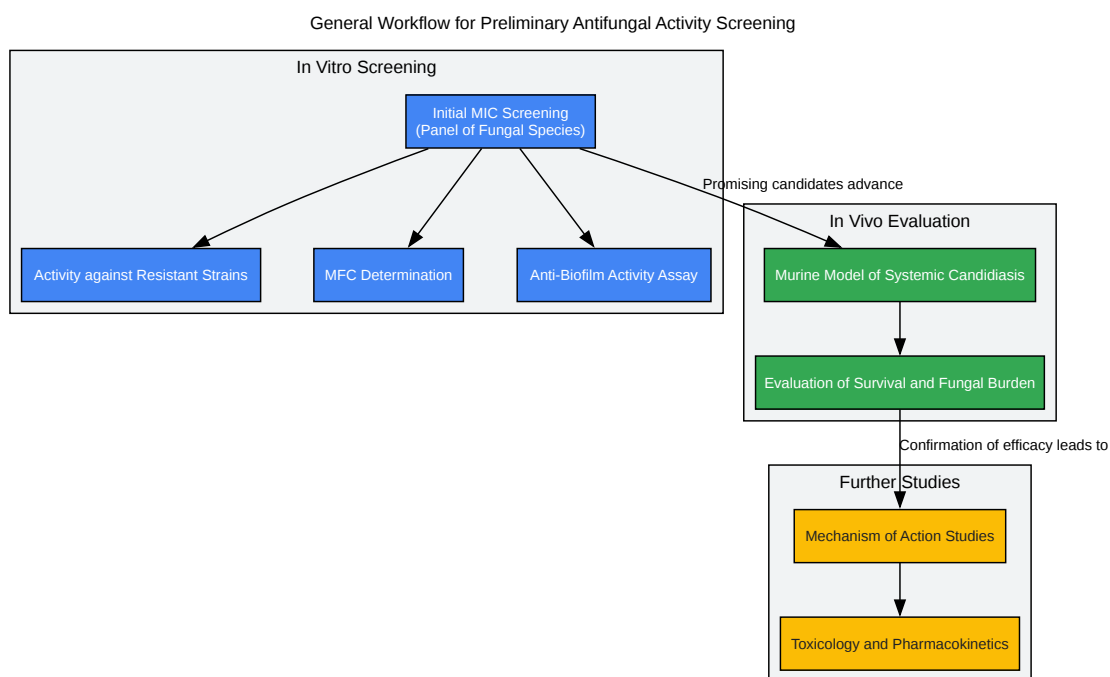 General Workflow for Preliminary Antifungal Activity Screening
In Vitro Screening
Initial MIC Screening
(Panel of Fungal Species)
Promising candidates advance
In Vivo Evaluation
Activity against Resistant Strains
MFC Determination
Anti-Biofilm Activity Assay
Murine Model of Systemic Candidiasis
Evaluation of Survival and Fungal Burden
Confirmation of efficacy leads to
Further Studies
Mechanism of Action Studies
Toxicology and Pharmacokinetics